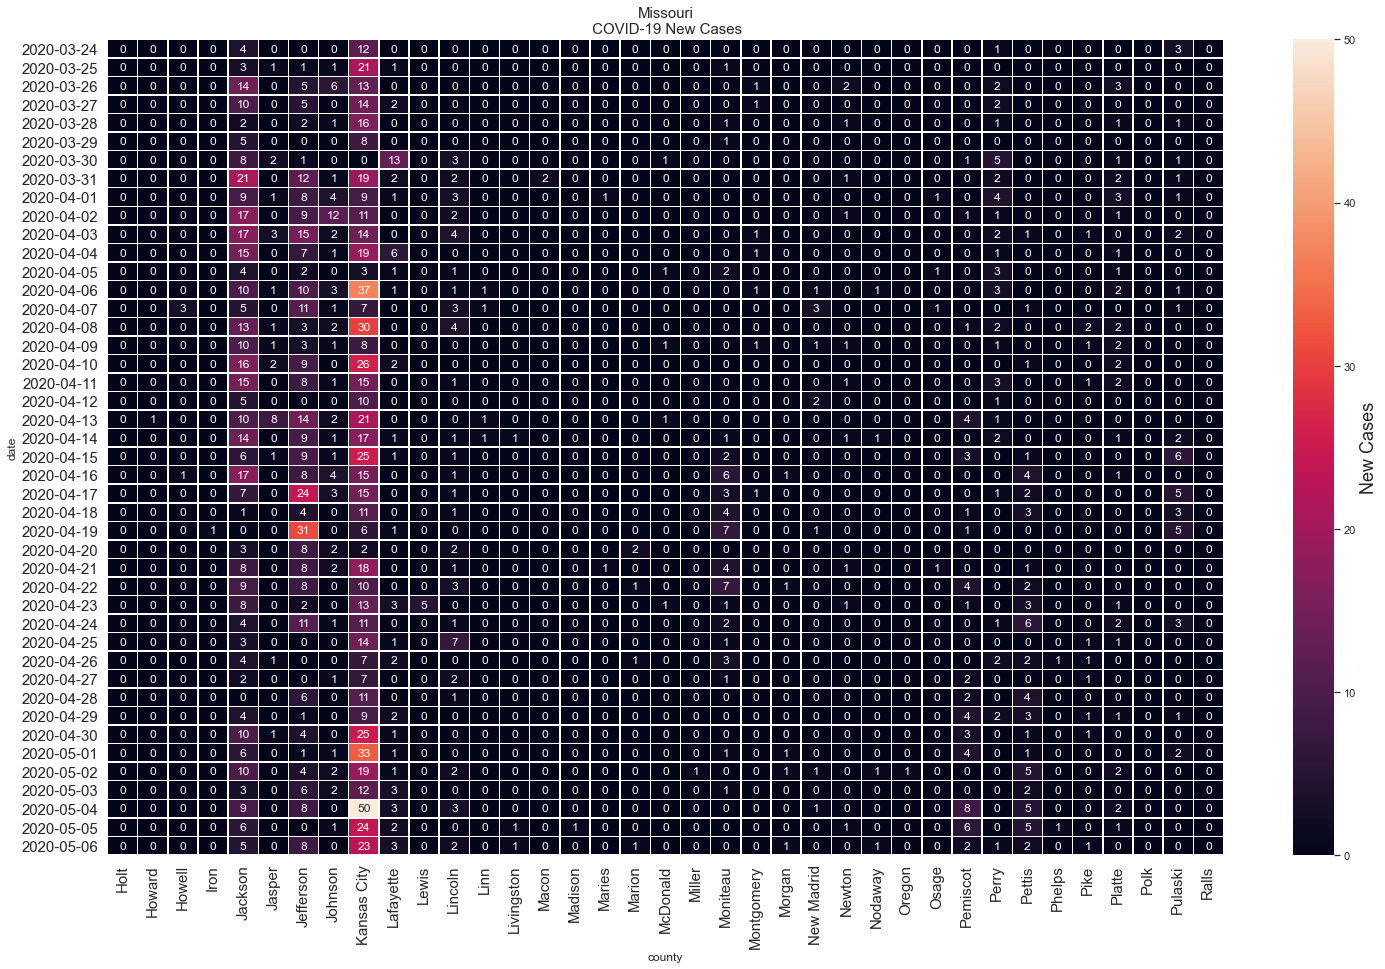 Missouri
COVID-19 New Cases
2020-03-24 0 0 0 0 4 0 0 0 12 0 0 0 0 0 0 0 0 0 0 0 0 0 0 0 0 0 0 0 0 1 0 0 0 0 0 3 0
2020-03-25 0 0 0 0 3 1 1 1 21 1 0 0 0 0 0 0 0 0 0 0 1 0 0 0 0 0 0 0 0 0 0 0 0 0 0 0 0
2020-03-26 0 0 0 0 14 0 5 6 13 0 0 0 0 0 0 0 0 0 0 0 0 1 0 0 2 0 0 0 0 2 0 0 0 3 0 0 0
2020-03-27 0 0 0 0 10 0 5 0 14 2 0 0 0 0 0 0 0 0 0 0 0 1 0 0 0 0 0 0 0 2 0 0 0 0 0 0 0
2020-03-28 0 0 0 0 2 0 2 1 16 0 0 0 0 0 0 0 0 0 0 0 1 0 0 0 1 0 0 0 0 1 0 0 0 1 0 1 0
2020-03-29 0 0 0 0 5 0 0 0 8 0 0 0 0 0 0 0 0 0 0 0 1 0 0 0 0 0 0 0 0 0 0 0 0 0 0 0 0
2020-03-30 0 0 0 0 8 2 1 0 0 13 0 3 0 0 0 0 0 0 1 0 0 0 0 0 0 0 0 0 1 5 0 0 0 1 0 1 0
2020-03-31 0 0 0 0 21 0 12 1 19 2 0 2 0 0 2 0 0 0 0 0 0 0 0 0 1 0 0 0 0 2 0 0 0 2 0 1 0
2020-04-01 0 0 0 0 9 1 8 4 9 1 0 3 0 0 0 0 1 0 0 0 0 0 0 0 0 0 0 1 0 4 0 0 0 3 0 1 0
2020-04-02 0 0 0 0 17 0 9 12 11 0 0 2 0 0 0 0 0 0 0 0 0 0 0 0 1 0 0 0 1 1 0 0 0 1 0 0 0
2020-04-03 0 0 0 0 17 3 15 2 14 0 0 4 0 0 0 0 0 0 0 0 0 1 0 0 0 0 0 0 0 2 1 0 1 0 0 2 0
2020-04-04 0 0 0 0 15 0 7 1 19 6 0 0 0 0 0 0 0 0 0 0 0 1 0 0 0 0 0 0 0 1 0 0 0 1 0 0 0
2020-04-05 0 0 0 0 4 0 2 0 3 1 0 1 0 0 0 0 0 0 1 0 2 0 0 0 0 0 0 1 0 3 0 0 0 1 0 0 0
2020-04-06 0 0 0 0 10 1 10 3 37 1 0 1 1 0 0 0 0 0 0 0 0 1 0 1 0 1 0 0 0 3 0 0 0 2 0 1 0
2020-04-07 0 0 3 0 5 0 11 1 7 0 0 3 1 0 0 0 0 0 0 0 0 0 0 3 0 0 0 1 0 0 1 0 0 0 0 1 0
2020-04-08 0 0 0 0 13 1 3 2 30 0 0 4 0 0 0 0 0 0 0 0 0 0 0 0 0 0 0 0 1 2 0 0 2 2 0 0 0
2020-04-09 0 0 0 0 10 1 3 1 8 0 0 0 0 0 0 0 0 0 1 0 0 1 0 1 1 0 0 0 0 1 0 0 1 2 0 0 0
2020-04-10 0 0 0 0 16 2 9 0 26 2 0 0 0 0 0 0 0 0 0 0 0 0 0 0 0 0 0 0 0 0 1 0 0 2 0 0 0
2020-04-11 0 0 0 0 15 0 8 1 15 0 0 1 0 0 0 0 0 0 0 0 0 0 0 0 1 0 0 0 0 3 0 0 1 2 0 0 0
2020-04-12 0 0 0 0 5 0 0 0 10 0 0 0 0 0 0 0 0 0 0 0 0 0 0 2 0 0 0 0 0 1 0 0 0 0 0 0 0
2020-04-13 0 1 0 0 10 8 14 2 21 0 0 0 1 0 0 0 0 0 1 0 0 0 0 0 0 0 0 0 4 1 0 0 0 0 0 0 0
2020-04-14 0 0 0 0 14 0 9 1 17 1 0 1 1 1 0 0 0 0 0 0 1 0 0 0 1 1 0 0 0 2 0 0 0 1 0 2 0
2020-04-15 0 0 0 0 6 1 9 1 25 1 0 1 0 0 0 0 0 0 0 0 2 0 0 0 0 0 0 0 3 0 1 0 0 0 0 6 0
2020-04-16 0 0 1 0 17 0 8 4 15 0 0 1 0 0 0 0 0 0 0 0 6 0 1 0 0 0 0 0 0 0 4 0 0 1 0 0 0
2020-04-17 0 0 0 0 7 0 24 3 15 0 0 1 0 0 0 0 0 0 0 0 3 1 0 0 0 0 0 0 0 1 2 0 0 0 0 5 0
2020-04-18 0 0 0 0 1 0 4 0 11 0 0 1 0 0 0 0 0 0 0 0 4 0 0 0 0 0 0 0 1 0 3 0 0 0 0 3 0
2020-04-19 0 0 0 1 0 0 31 0 6 1 0 0 0 0 0 0 0 0 0 0 7 0 0 1 0 0 0 0 1 0 0 0 0 0 0 5 0
2020-04-20 0 0 0 0 3 0 8 2 2 0 0 2 0 0 0 0 0 2 0 0 0 0 0 0 0 0 0 0 0 0 0 0 0 0 0 0 0
2020-04-21 0 0 0 0 8 0 8 2 18 0 0 1 0 0 0 0 1 0 0 0 4 0 0 0 1 0 0 1 0 0 1 0 0 0 0 0 0
2020-04-22 0 0 0 0 9 0 8 0 10 0 0 3 0 0 0 0 0 1 0 0 7 0 1 0 0 0 0 0 4 0 2 0 0 0 0 0 0
2020-04-23 0 0 0 0 8 0 2 0 13 3 5 0 0 0 0 0 0 0 1 0 1 0 0 0 1 0 0 0 1 0 3 0 0 1 0 0 0
2020-04-24 0 0 0 0 4 0 11 1 11 0 0 1 0 0 0 0 0 0 0 0 2 0 0 0 0 0 0 0 0 1 6 0 0 2 0 3 0
2020-04-25 0 0 0 0 3 0 0 0 14 1 0 7 0 0 0 0 0 0 0 0 1 0 0 0 0 0 0 0 0 0 0 0 1 1 0 0 0
2020-04-26 0 0 0 0 4 1 0 0 7 2 0 0 0 0 0 0 0 1 0 0 3 0 0 0 0 0 0 0 0 2 2 1 1 0 0 0 0
2020-04-27 0 0 0 0 2 0 0 1 7 0 0 2 0 0 0 0 0 0 0 0 1 0 0 0 0 0 0 0 2 0 0 0 1 0 0 0 0
2020-04-28 0 0 0 0 0 0 6 0 11 0 0 1 0 0 0 0 0 0 0 0 0 0 0 0 0 0 0 0 2 0 4 0 0 0 0 0 0
2020-04-29 0 0 0 0 4 0 1 0 9 2 0 0 0 0 0 0 0 0 0 0 0 0 0 0 0 0 0 0 4 2 3 0 1 1 0 1 0
2020-04-30 0 0 0 0 10 1 4 0 25 1 0 0 0 0 0 0 0 0 0 0 0 0 0 0 0 0 0 0 3 0 1 0 1 0 0 0 0
2020-05-01 0 0 0 0 6 0 1 1 33 1 0 0 0 0 0 0 0 0 0 0 1 0 1 0 0 0 0 0 4 0 1 0 0 0 0 2 0
2020-05-02 0 0 0 0 10 0 4 2 19 1 0 2 0 0 0 0 0 0 0 1 0 0 1 1 0 1 1 0 0 0 5 0 0 2 0 0 0
2020-05-03 0 0 0 0 3 0 6 2 12 3 0 0 0 0 0 0 0 0 0 0 1 0 0 0 0 0 0 0 0 0 2 0 0 0 0 0 0
2020-05-04 0 0 0 0 9 0 8 0 50 3 0 3 0 0 0 0 0 0 0 0 0 0 0 1 0 0 0 0 8 0 5 0 0 2 0 0 0
2020-05-05 0 0 0 0 6 0 0 1 24 2 0 0 0 1 0 1 0 0 0 0 0 0 0 0 1 0 0 0 6 0 5 1 0 1 0 0 0
2020-05-06 0 0 0 0 5 0 8 0 23 3 0 2 0 1 0 0 0 1 0 0 0 0 1 0 0 1 0 0 2 1 2 0 1 0 0 0 0
date
Holt Howard Howell Iron Jackson Jasper Jefferson Johnson Kansas City Lafayette Lewis Lincoln Linn Livingston Macon Madison Maries Marion McDonald Miller Moniteau Montgomery Morgan New Madrid Newton Nodaway Oregon Osage Pemiscot Perry Pettis Phelps Pike Platte Polk Pulaski Ralls
county
50
40
30
20
10
0
New Cases